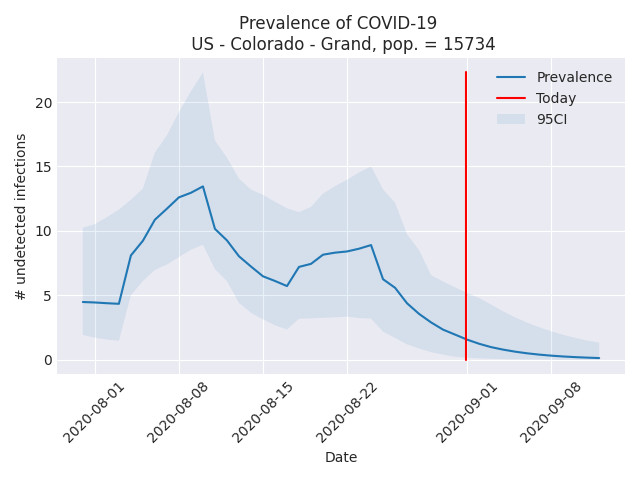 Prevalence of COVID-19
US - Colorado - Grand, pop. = 15734
# undetected infections
20
15
10
5
0
Prevalence
Today
95CI
2020-08-01
2020-08-08
2020-08-15
2020-08-22
2020-09-01
2020-09-08
Date